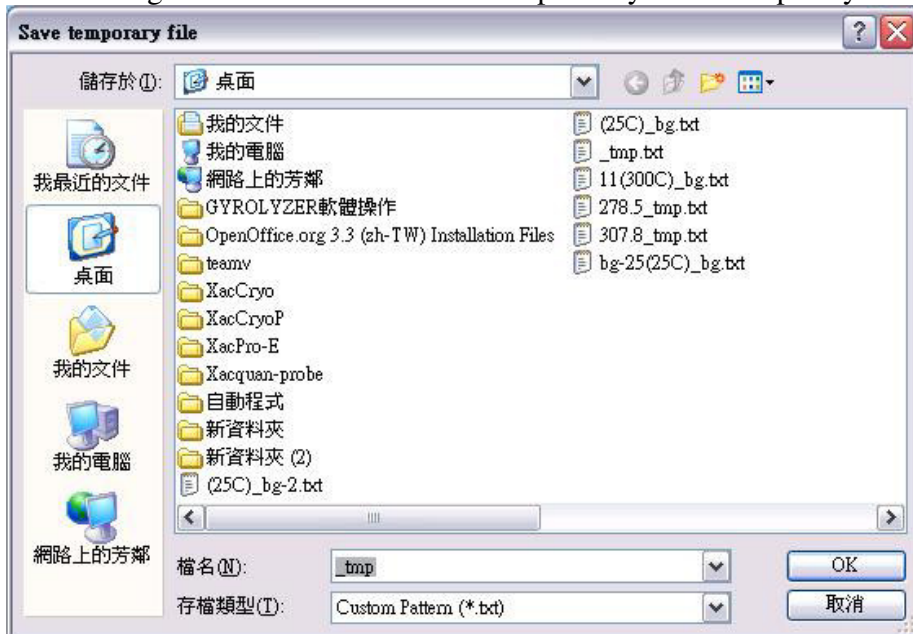 Save temporary file
儲存於(I):
桌面
我最近的文件
桌面
我的文件
我的電腦
網路上的芳鄰
我的文件
我的電腦
網路上的芳鄰
GYROLYZER軟體操作
OpenOffice.org 3.3 (zh-TW) Installation Files
teamv
XacCryo
XacCryoP
XacPro-E
Xacquan-probe
自動程式
新資料夾
新資料夾 (2)
(25C)_bg-2.txt
(25C)_bg.txt
_tmp.txt
11(300C)_bg.txt
278.5_tmp.txt
307.8_tmp.txt
bg-25(25C)_bg.txt
檔名(N):
_tmp
OK
存檔類型(T):
Custom Pattern (*.txt)
取消